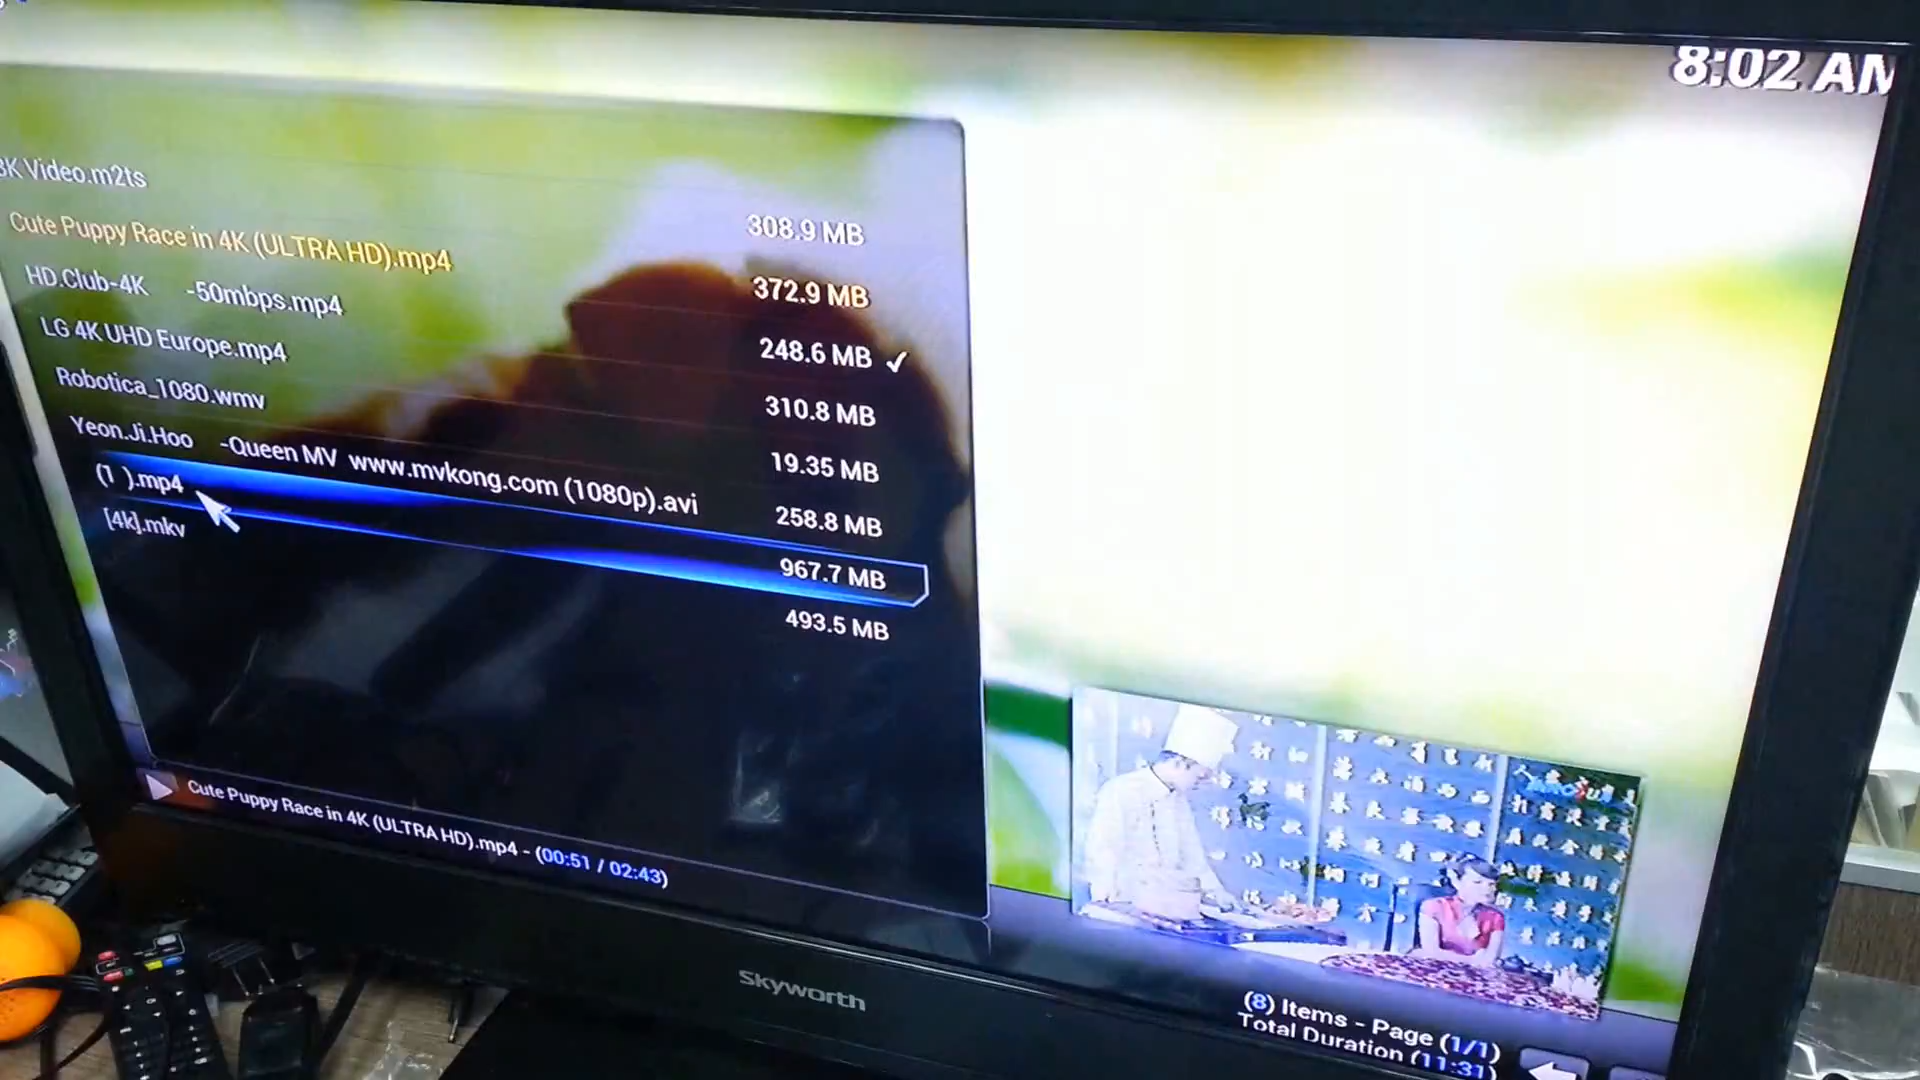 8:02 AM
8K Video.m2ts
308.9 MB
Cute Puppy Race in 4K (ULTRA HD).mp4
372.9 MB
HD.Club-4K -50mbps.mp4
248.6 MB
LG 4K UHD Europe.mp4
310.8 MB
Robotica_1080.wmv
19.35 MB
Yeon.Ji.Hoo -Queen MV www.mvkong.com (1080p).avi
258.8 MB
(1 ).mp4
967.7 MB
[4k].mkv
493.5 MB
Cute Puppy Race in 4K (ULTRA HD).mp4 - (00:51 / 02:43)
(8) Items - Page (1/1)
Total Duration (11:31)
Skyworth